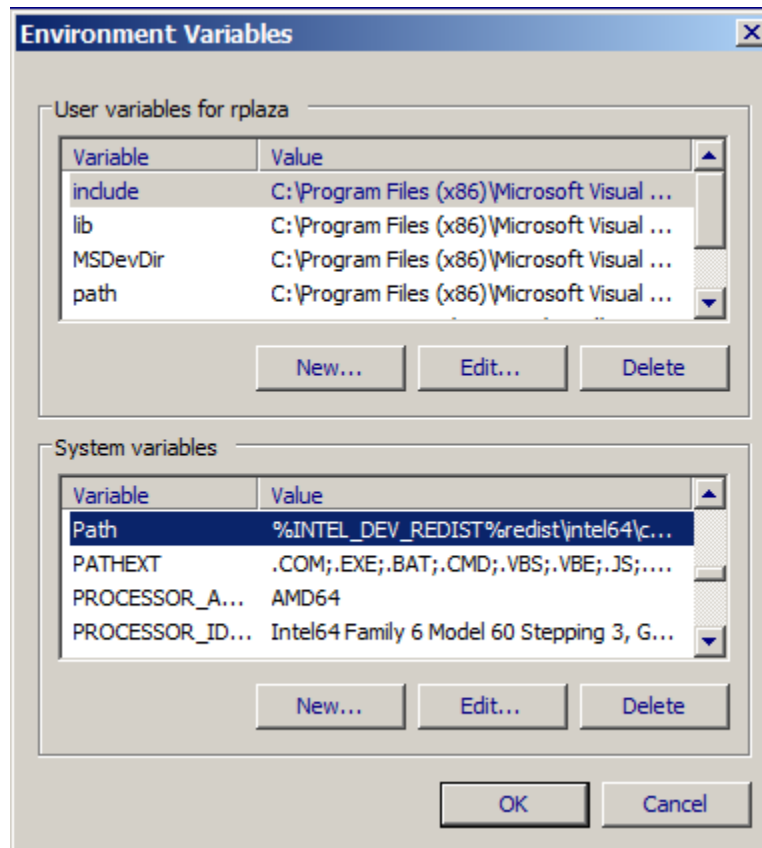 Environment Variables
User variables for rplaza
Variable Value
include C:\Program Files (x86)\Microsoft Visual ...
lib C:\Program Files (x86)\Microsoft Visual ...
MSDevDir C:\Program Files (x86)\Microsoft Visual ...
path C:\Program Files (x86)\Microsoft Visual ...
New... Edit... Delete
System variables
Variable Value
Path %INTEL_DEV_REDIST%redist\intel64\c...
PATHEXT .COM;.EXE;.BAT;.CMD;.VBS;.VBE;.JS;....
PROCESSOR_A... AMD64
PROCESSOR_ID... Intel64 Family 6 Model 60 Stepping 3, G...
New... Edit... Delete
OK Cancel